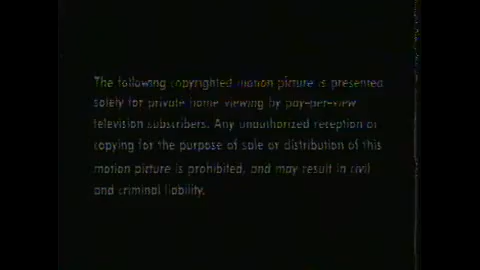 The following copyrighted motion picture is presented
solely for private home viewing by pay-per-view
television subscribers. Any unauthorized reception or
copying for the purpose of sale or distribution of this
motion picture is prohibited, and may result in civil
and criminal liability.